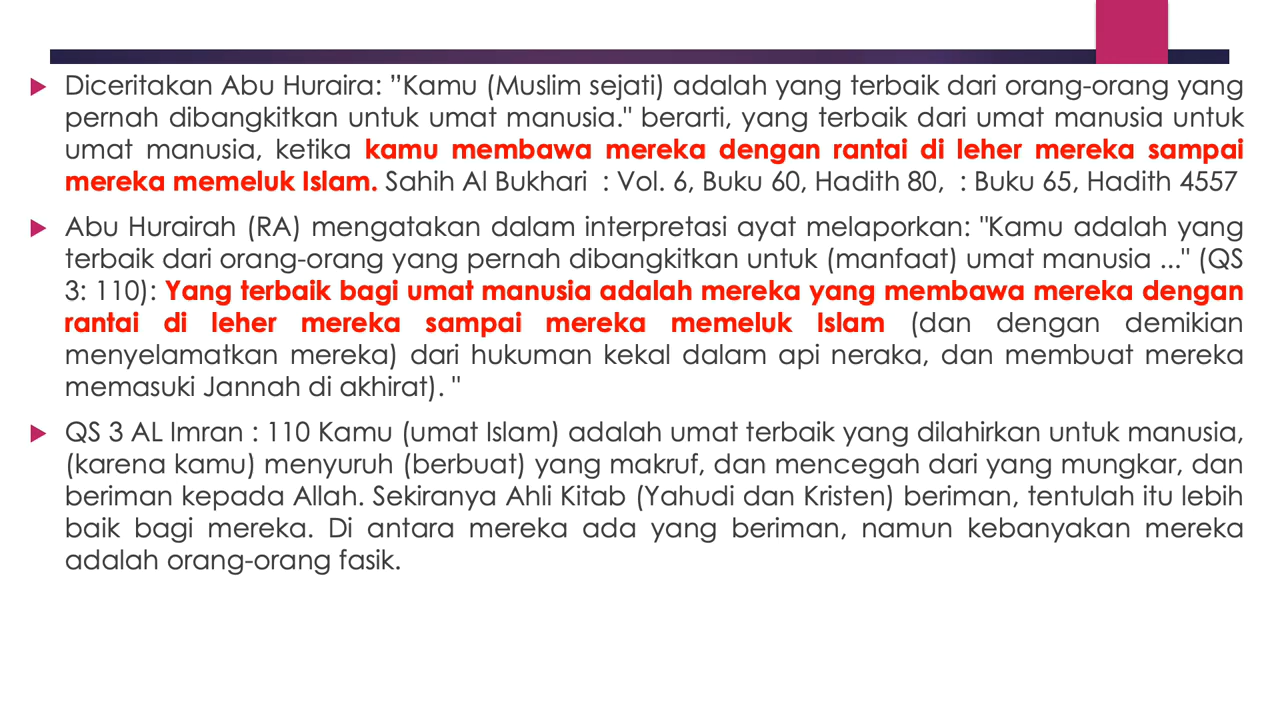 Diceritakan Abu Huraira: ”Kamu (Muslim sejati) adalah yang terbaik dari orang-orang yang
pernah dibangkitkan untuk umat manusia." berarti, yang terbaik dari umat manusia untuk
umat manusia, ketika kamu membawa mereka dengan rantai di leher mereka sampai
mereka memeluk Islam. Sahih Al Bukhari : Vol. 6, Buku 60, Hadith 80, : Buku 65, Hadith 4557
Abu Hurairah (RA) mengatakan dalam interpretasi ayat melaporkan: "Kamu adalah yang
terbaik dari orang-orang yang pernah dibangkitkan untuk (manfaat) umat manusia ..." (QS
3: 110): Yang terbaik bagi umat manusia adalah mereka yang membawa mereka dengan
rantai di leher mereka sampai mereka memeluk Islam (dan dengan demikian
menyelamatkan mereka) dari hukuman kekal dalam api neraka, dan membuat mereka
memasuki Jannah di akhirat). "
QS 3 AL Imran : 110 Kamu (umat Islam) adalah umat terbaik yang dilahirkan untuk manusia,
(karena kamu) menyuruh (berbuat) yang makruf, dan mencegah dari yang mungkar, dan
beriman kepada Allah. Sekiranya Ahli Kitab (Yahudi dan Kristen) beriman, tentulah itu lebih
baik bagi mereka. Di antara mereka ada yang beriman, namun kebanyakan mereka
adalah orang-orang fasik.